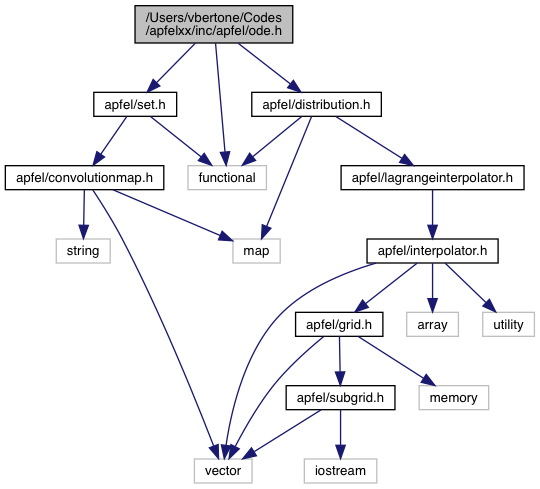 /Users/vbertone/Codes
/apfelxx/inc/apfel/ode.h
apfel/set.h
apfel/distribution.h
apfel/convolutionmap.h
functional
apfel/lagrangeinterpolator.h
string
map
apfel/interpolator.h
apfel/grid.h
array
utility
apfel/subgrid.h
memory
vector
iostream